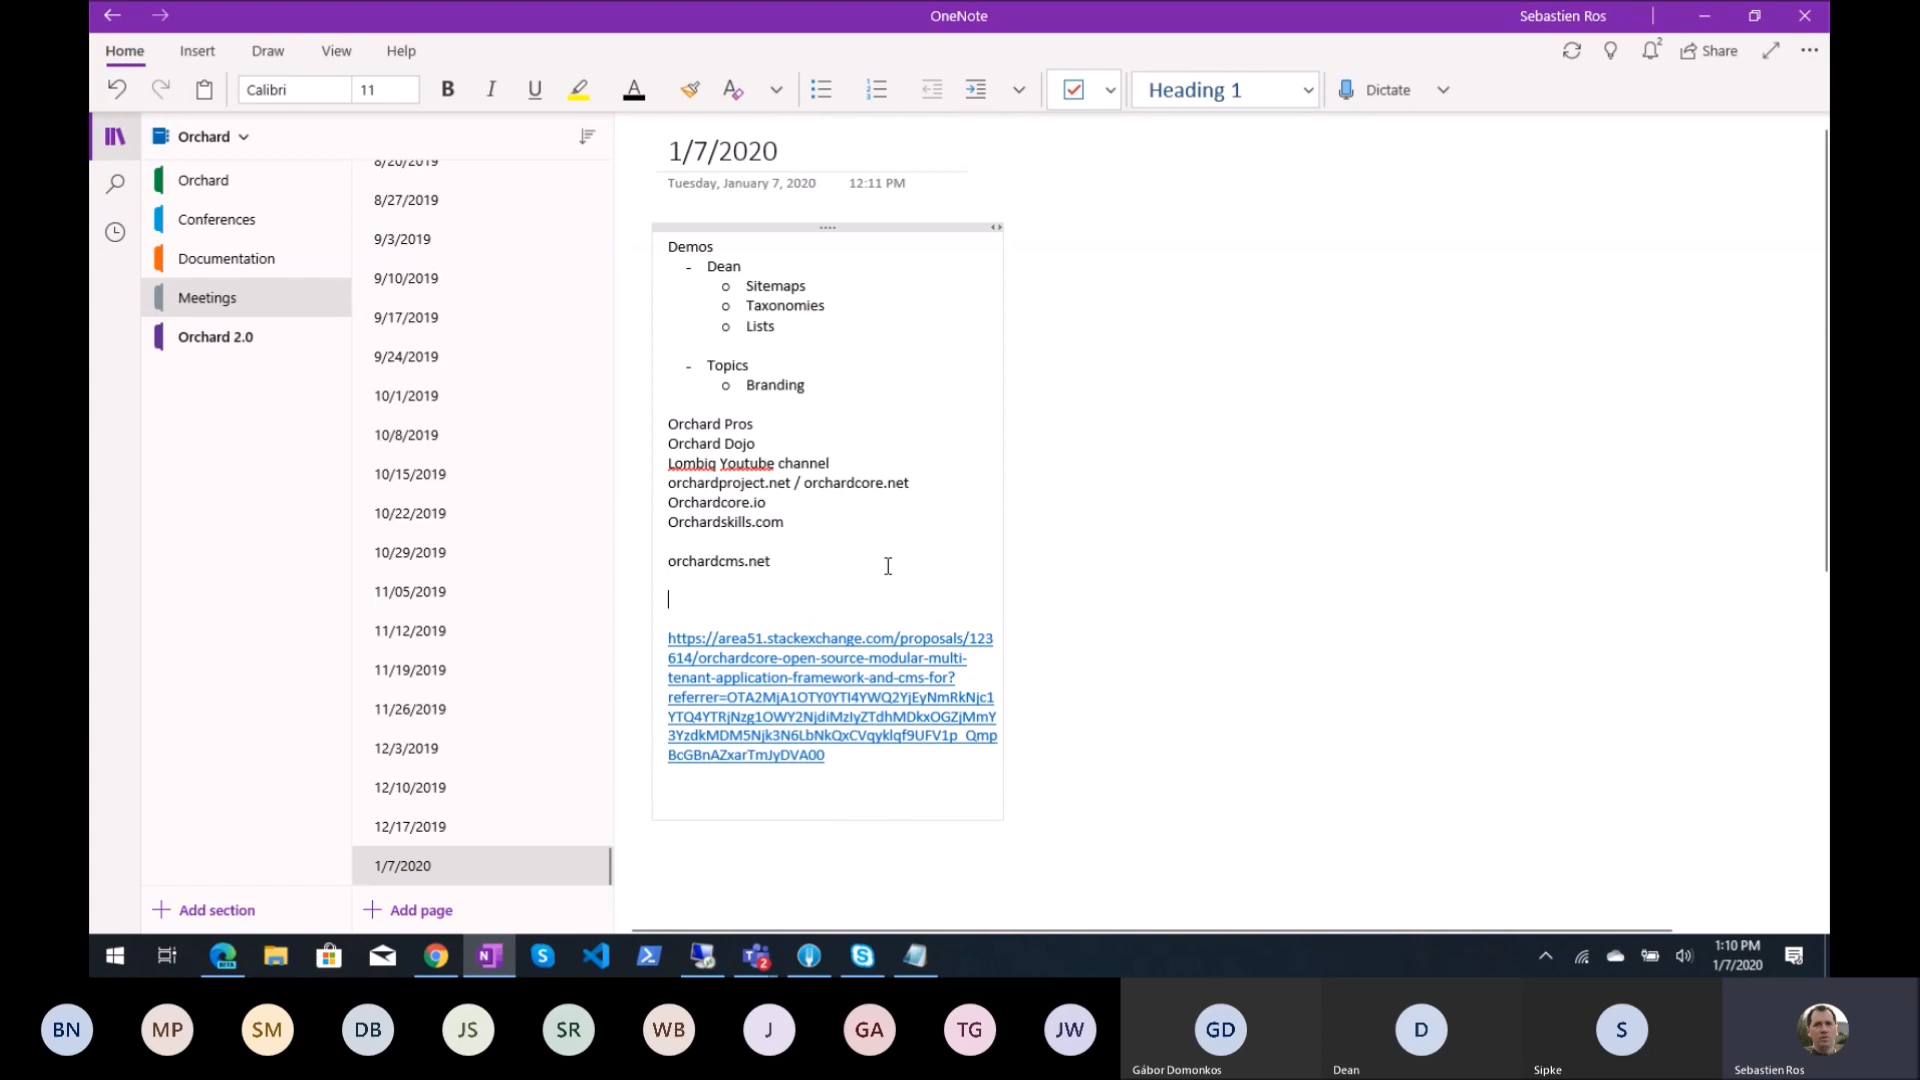 OneNote
Sebastien Ros
Home
Insert
Draw
View
Help
2
Share
Calibri
11
B
I
U
A
A
Heading 1
Dictate
Orchard
Orchard
Conferences
Documentation
Meetings
Orchard 2.0
8/20/2019
8/27/2019
9/3/2019
9/10/2019
9/17/2019
9/24/2019
10/1/2019
10/8/2019
10/15/2019
10/22/2019
10/29/2019
11/05/2019
11/12/2019
11/19/2019
11/26/2019
12/3/2019
12/10/2019
12/17/2019
1/7/2020
Add section
Add page
1/7/2020
Tuesday, January 7, 2020 12:11 PM
Demos
- Dean
o Sitemaps
o Taxonomies
o Lists
- Topics
o Branding
Orchard Pros
Orchard Dojo
Lombiq Youtube channel
orchardproject.net / orchardcore.net
Orchardcore.io
Orchardskills.com
orchardcms.net
https://area51.stackexchange.com/proposals/123
614/orchardcore-open-source-modular-multi-
tenant-application-framework-and-cms-for?
referrer=OTA2MjA1OTY0YTI4YWQ2YjEyNmRkNjc1
YTQ4YTRjNzg1OWY2NjdiMzIyZTdhMDkxOGZjMmY
3YzdkMDM5Njk3N6LbNkQxCVqyklqf9UFV1p_Qmp
BcGBnAZxarTmJyDVA00
1:10 PM
1/7/2020
BN
MP
SM
DB
JS
SR
WB
J
GA
TG
JW
GD
D
S
Gábor Domonkos
Dean
Sipke
Sebastien Ros